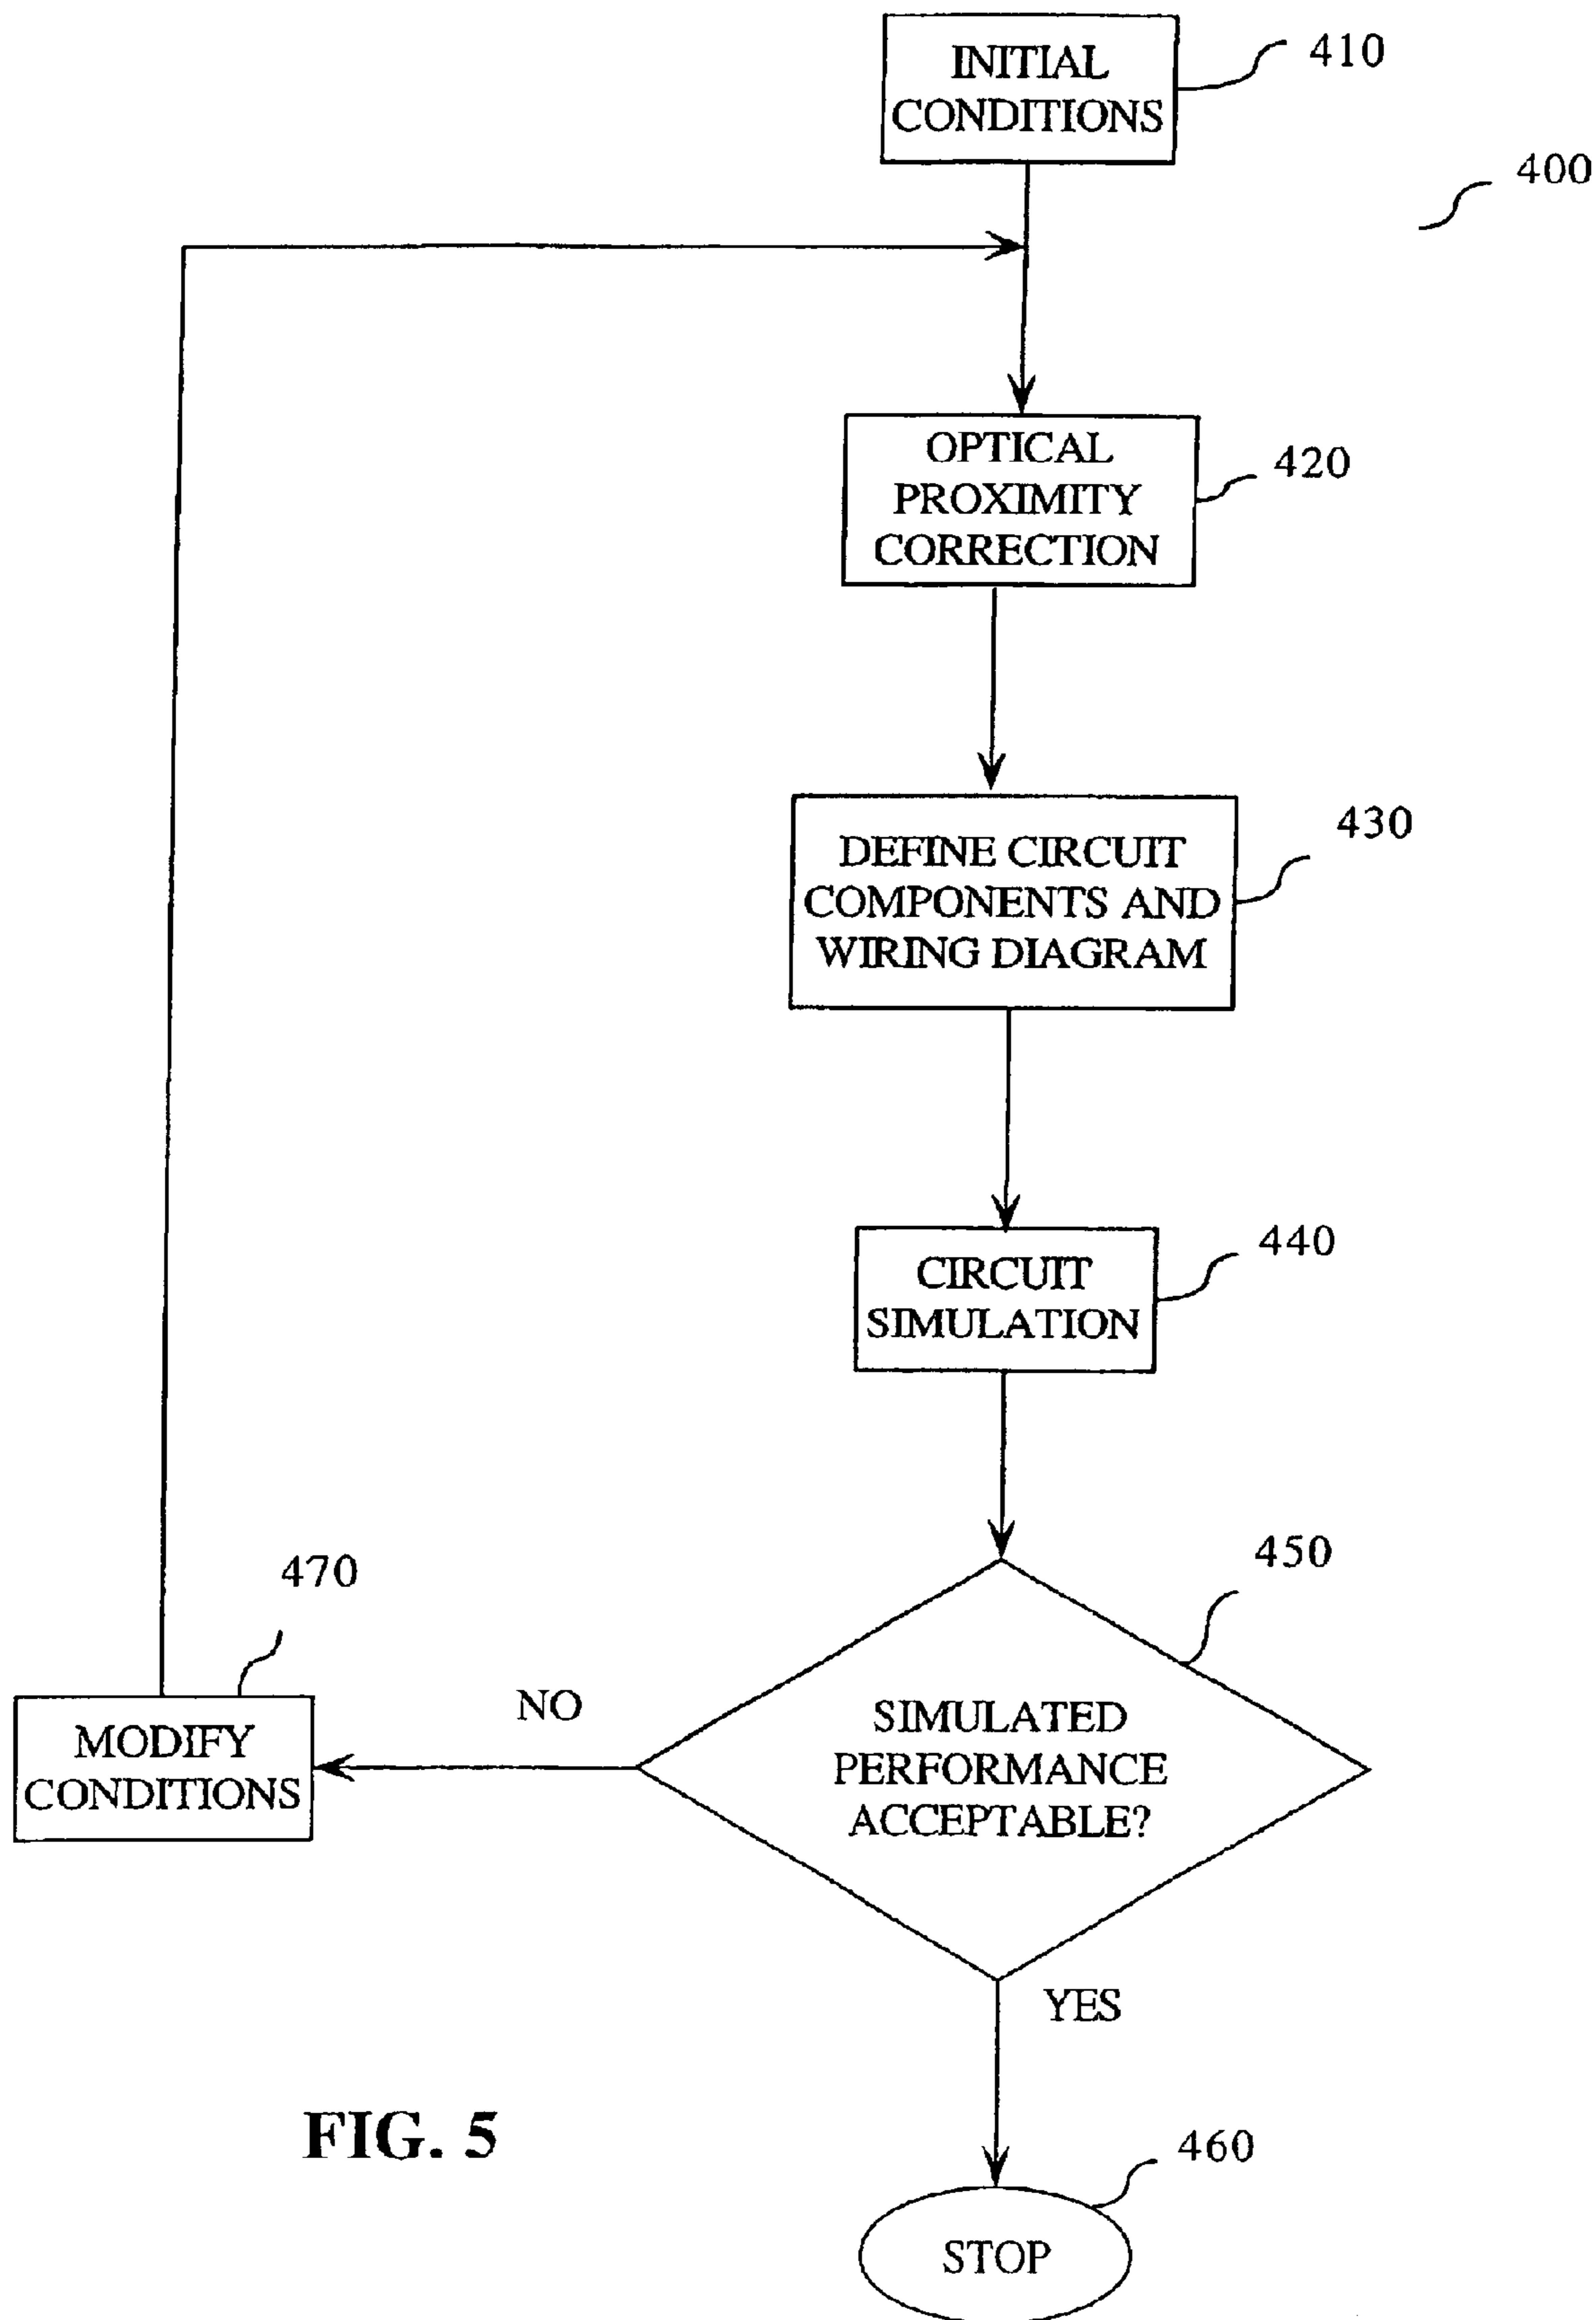 INITIAL
CONDITIONS
410
400
OPTICAL
PROXIMITY
CORRECTION
420
DEFINE CIRCUIT
COMPONENTS AND
WIRING DIAGRAM
430
CIRCUIT
SIMULATION
440
450
470
NO
SIMULATED
PERFORMANCE
ACCEPTABLE?
MODIFY
CONDITIONS
YES
FIG. 5
460
STOP